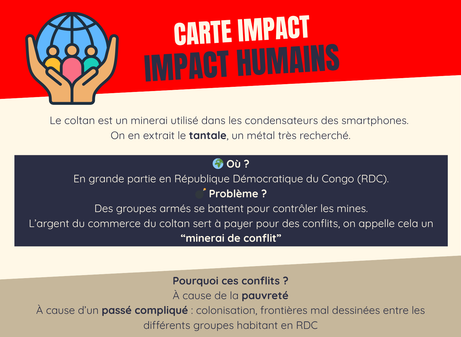 CARTE IMPACT
IMPACT HUMAINS
Le coltan est un minerai utilisé dans les condensateurs des smartphones.
On en extrait le tantale, un métal très recherché.
Où ?
En grande partie en République Démocratique du Congo (RDC).
Problème ?
Des groupes armés se battent pour contrôler les mines.
L'argent du commerce du coltan sert à payer pour des conflits, on appelle cela un
“minerai de conflit”
Pourquoi ces conflits ?
À cause de la pauvreté
À cause d'un passé compliqué : colonisation, frontières mal dessinées entre les
différents groupes habitant en RDC